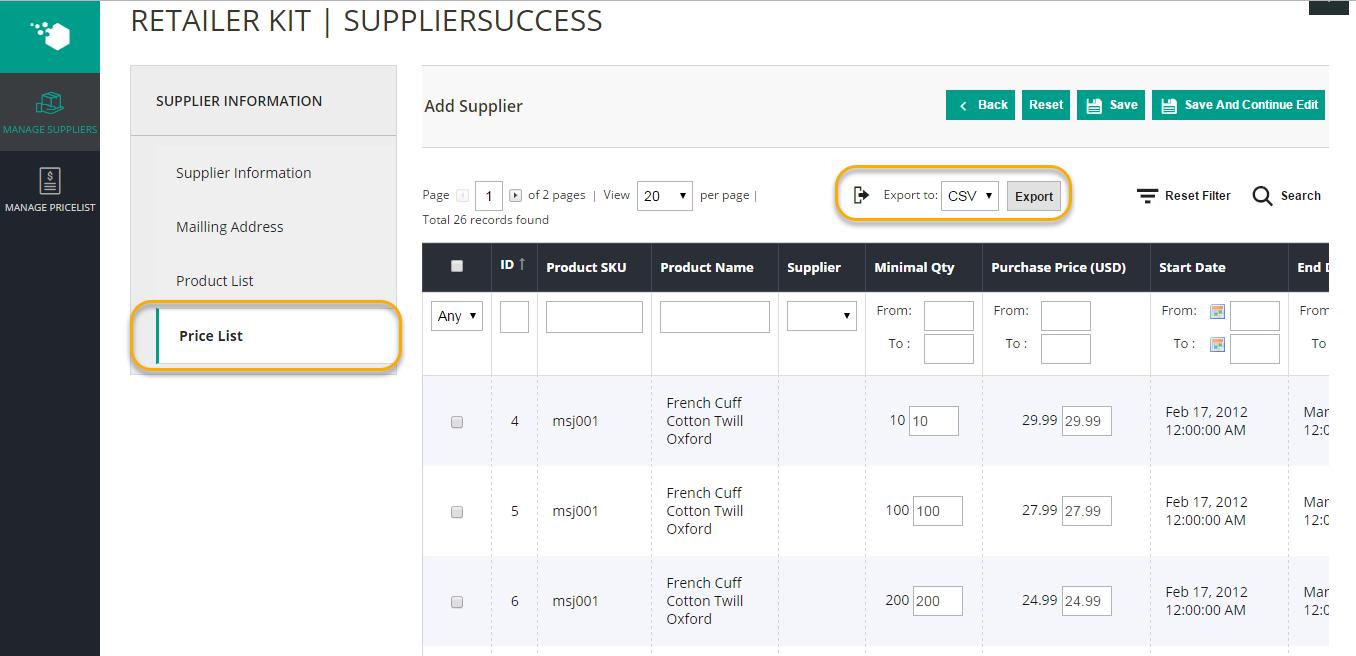 RETAILER KIT | SUPPLIERSUCCESS
MANAGE SUPPLIERS
MANAGE PRICELIST
SUPPLIER INFORMATION
Supplier Information
Mailling Address
Product List
Price List
Add Supplier
Back Reset Save Save And Continue Edit
Page 1 of 2 pages | View 20 per page |
Total 26 records found
Export to: CSV Export
Reset Filter Search
ID ↑ Product SKU Product Name Supplier Minimal Qty Purchase Price (USD) Start Date End D
Any From: From: From: From
To : To : To : To
4 msj001 French Cuff
Cotton Twill
Oxford
10 10 29.99 29.99 Feb 17, 2012
12:00:00 AM
Mar
12:0
5 msj001 French Cuff
Cotton Twill
Oxford
100 100 27.99 27.99 Feb 17, 2012
12:00:00 AM
Mar
12:0
6 msj001 French Cuff
Cotton Twill
Oxford
200 200 24.99 24.99 Feb 17, 2012
12:00:00 AM
Mar
12:0